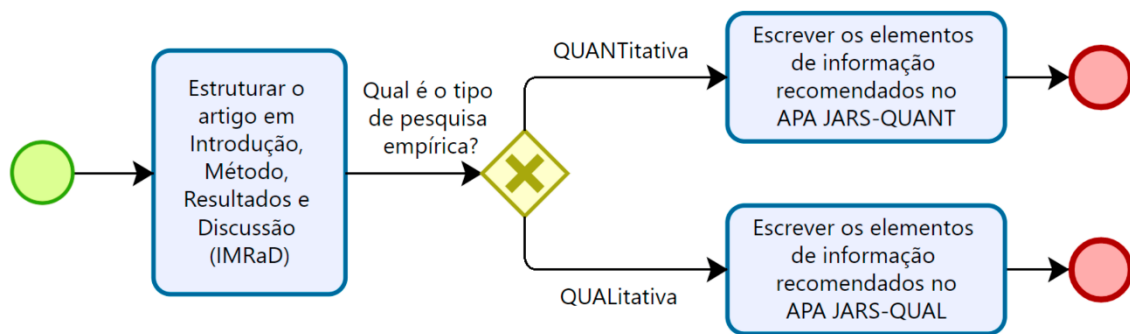 Estruturar o
artigo em
Introdução,
Método,
Resultados e
Discussão
(IMRaD)
Qual é o tipo
de pesquisa
empírica?
QUANTitativa
Escrever os elementos
de informação
recomendados no
APA JARS-QUANT
QUALitativa
Escrever os elementos
de informação
recomendados no
APA JARS-QUAL